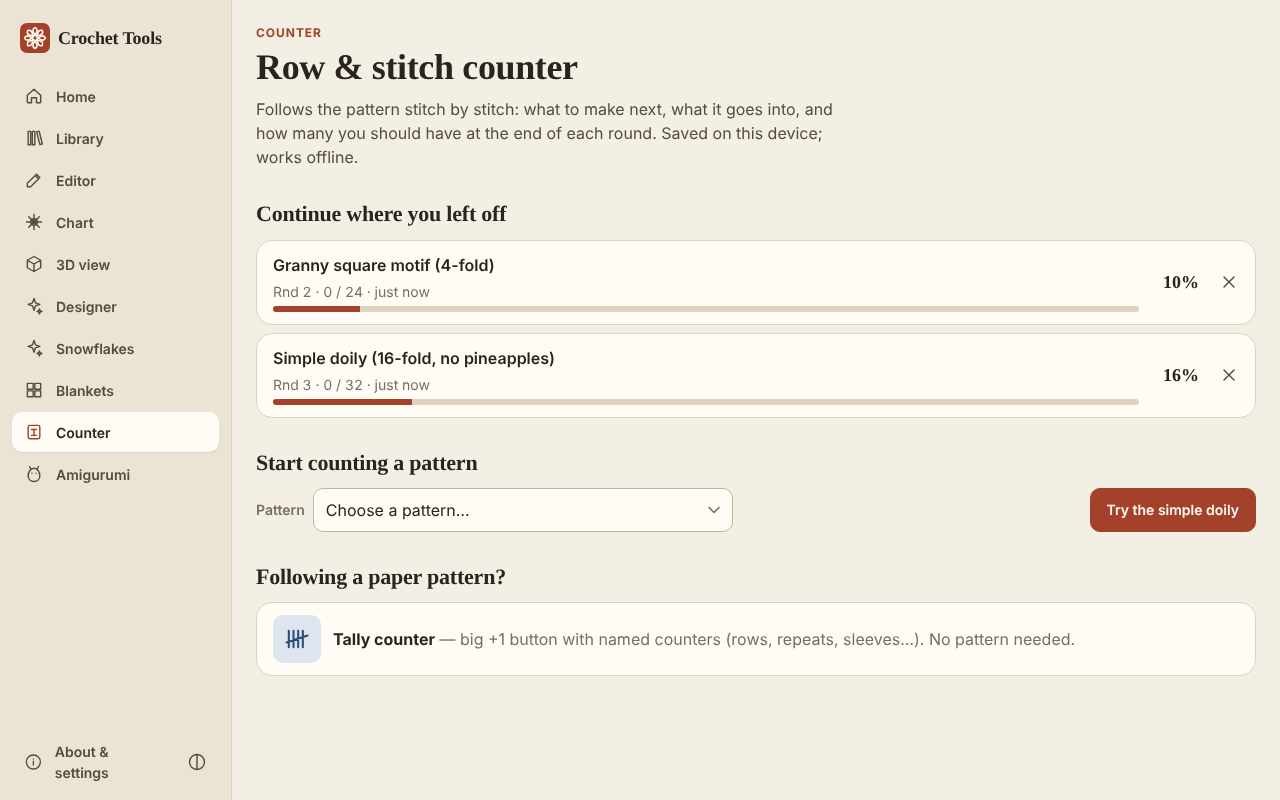 Crochet Tools
Home
Library
Editor
Chart
3D view
Designer
Snowflakes
Blankets
Counter
Amigurumi
About &
settings
COUNTER
Row & stitch counter
Follows the pattern stitch by stitch: what to make next, what it goes into, and
how many you should have at the end of each round. Saved on this device;
works offline.
Continue where you left off
Granny square motif (4-fold)
Rnd 2 · 0 / 24 · just now
10%
Simple doily (16-fold, no pineapples)
Rnd 3 · 0 / 32 · just now
16%
Start counting a pattern
Pattern
Choose a pattern…
Try the simple doily
Following a paper pattern?
Tally counter — big +1 button with named counters (rows, repeats, sleeves…). No pattern needed.